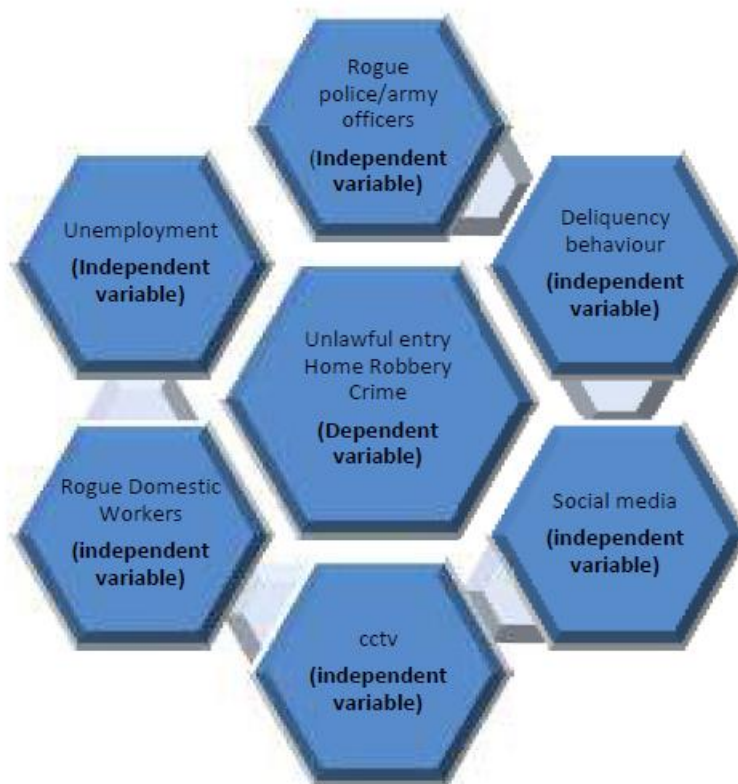 Rogue
police/army
officers
(Independent
variable)
Unemployment
(Independent
variable)
Deliquency
behaviour
(independent
variable)
Unlawful entry
Home Robbery
Crime
(Dependent
variable)
Rogue Domestic
Workers
(independent
variable)
Social media
(independent
variable)
cctv
(independent
variable)